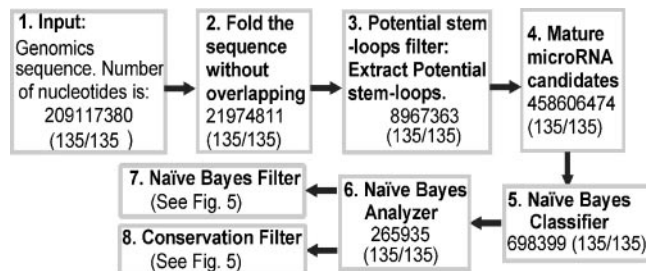 1. Input:
Genomics
sequence. Number
of nucleotides is:
209117380
(135/135 )
2. Fold the
sequence
without
overlapping
21974811
(135/135)
3. Potential stem
-loops filter:
Extract Potential
stem-loops.
8967363
(135/135)
4. Mature
microRNA
candidates
458606474
(135/135)
5. Naïve Bayes
Classifier
698399 (135/135)
6. Naïve Bayes
Analyzer
265935
(135/135)
7. Naïve Bayes Filter
(See Fig. 5)
8. Conservation Filter
(See Fig. 5)